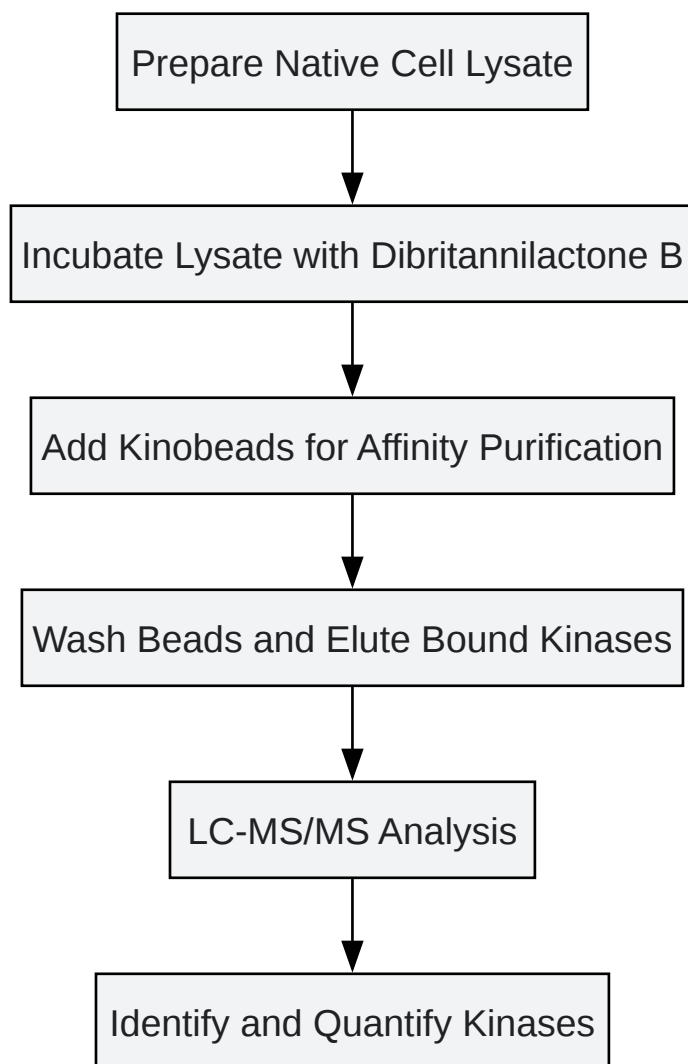 Prepare Native Cell Lysate
Incubate Lysate with Dibritannilactone B
Add Kinobeads for Affinity Purification
Wash Beads and Elute Bound Kinases
LC-MS/MS Analysis
Identify and Quantify Kinases